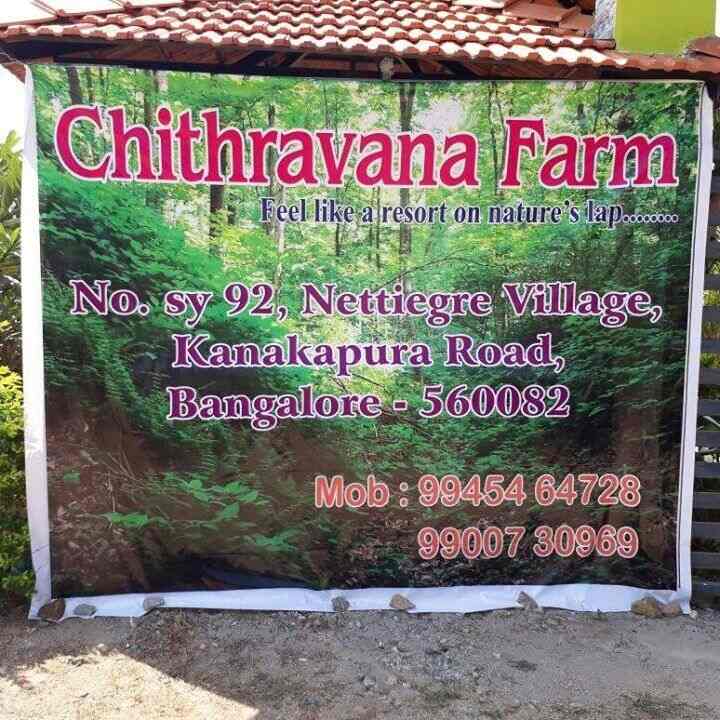 Chithravana Farm
Feel like a resort on nature's lap........
No. sy 92, Nettiegre Village,
Kanakapura Road,
Bangalore - 560082
Mob : 99454 64728
99007 30969